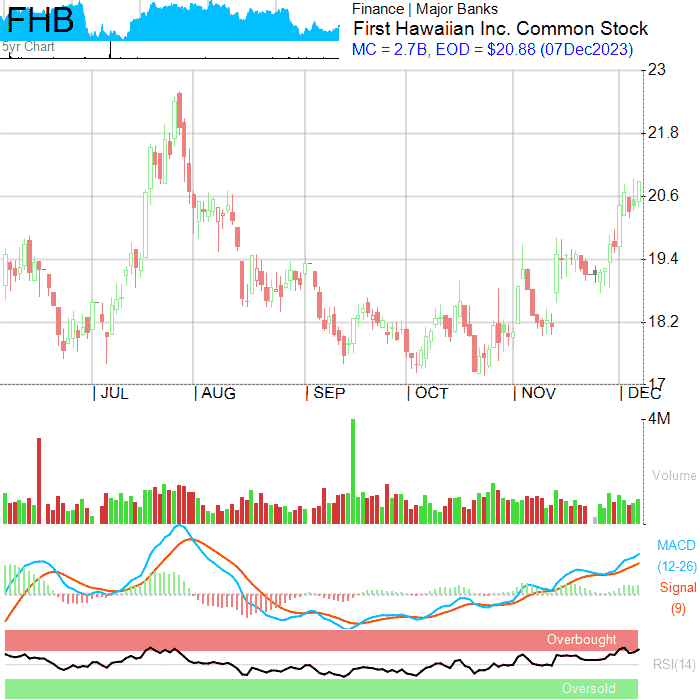 FHB
5yr Chart
Finance | Major Banks
First Hawaiian Inc. Common Stock
MC = 2.7B, EOD = $20.88 (07Dec2023)
23
21.8
20.6
19.4
18.2
17
| JUL | AUG | SEP | OCT | NOV | DEC
4M
Volume
MACD
(12-26)
Signal
(9)
Overbought
RSI(14)
Oversold